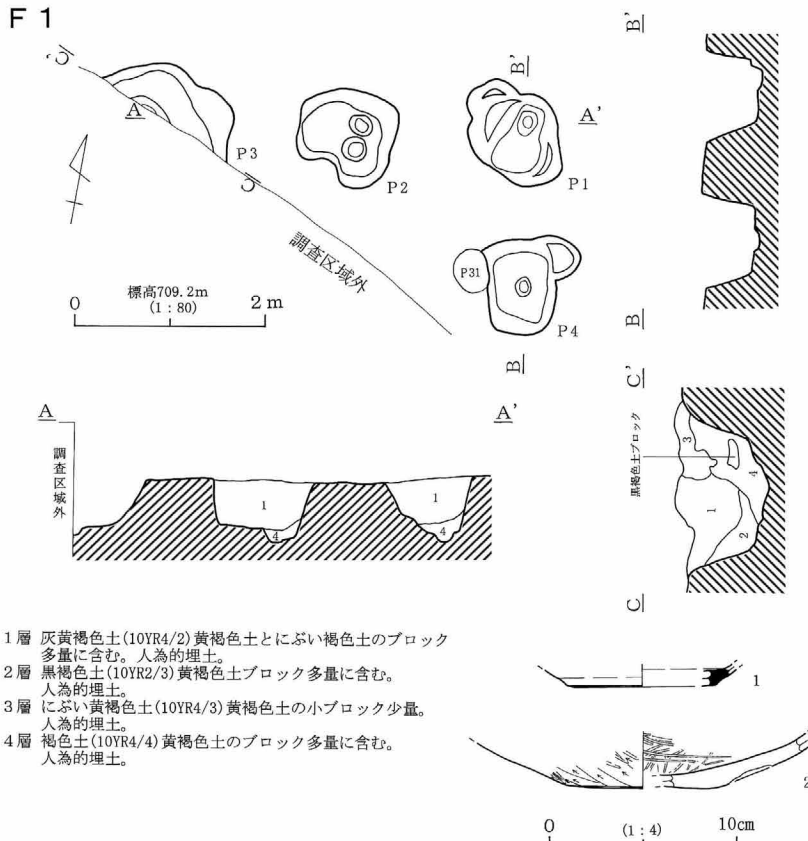 F 1
C'
A
P3
P2
B'
A'
P1
B'
調査区域外
C
標高709.2m
0 (1：80) 2 m
P31
P4
B
B
A
A'
調査区域外
1
4
1
4
C'
黒褐色土ブロック
3
4
1
2
C
1層 灰黄褐色土(10YR4/2)黄褐色土とにぶい褐色土のブロック
多量に含む。人為的埋土。
2層 黒褐色土(10YR2/3)黄褐色土ブロック多量に含む。
人為的埋土。
3層 にぶい黄褐色土(10YR4/3)黄褐色土の小ブロック少量。
人為的埋土。
4層 褐色土(10YR4/4)黄褐色土のブロック多量に含む。
人為的埋土。
1
2
0 (1：4) 10cm